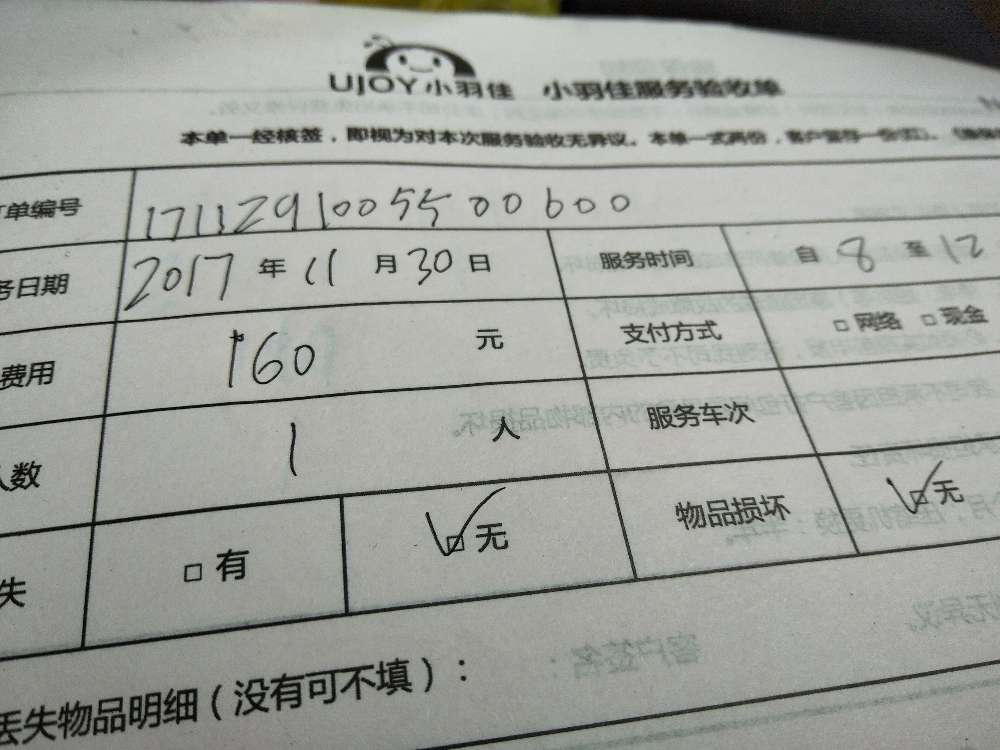 UJOY小羽佳 小羽佳服务验收单
本单一经核签，即视为对本次服务验收无异议。本单一式两份，客户留存一份
单编号 1711291005500600
务日期 2017 年 11 月 30 日 服务时间 自 8 至 12
费用 160 元 支付方式 □ 网络 □ 现金
人数 1 人 服务车次
失 □ 有 ☑ 无 物品损坏 ☑ 无
丢失物品明细（没有可不填）：